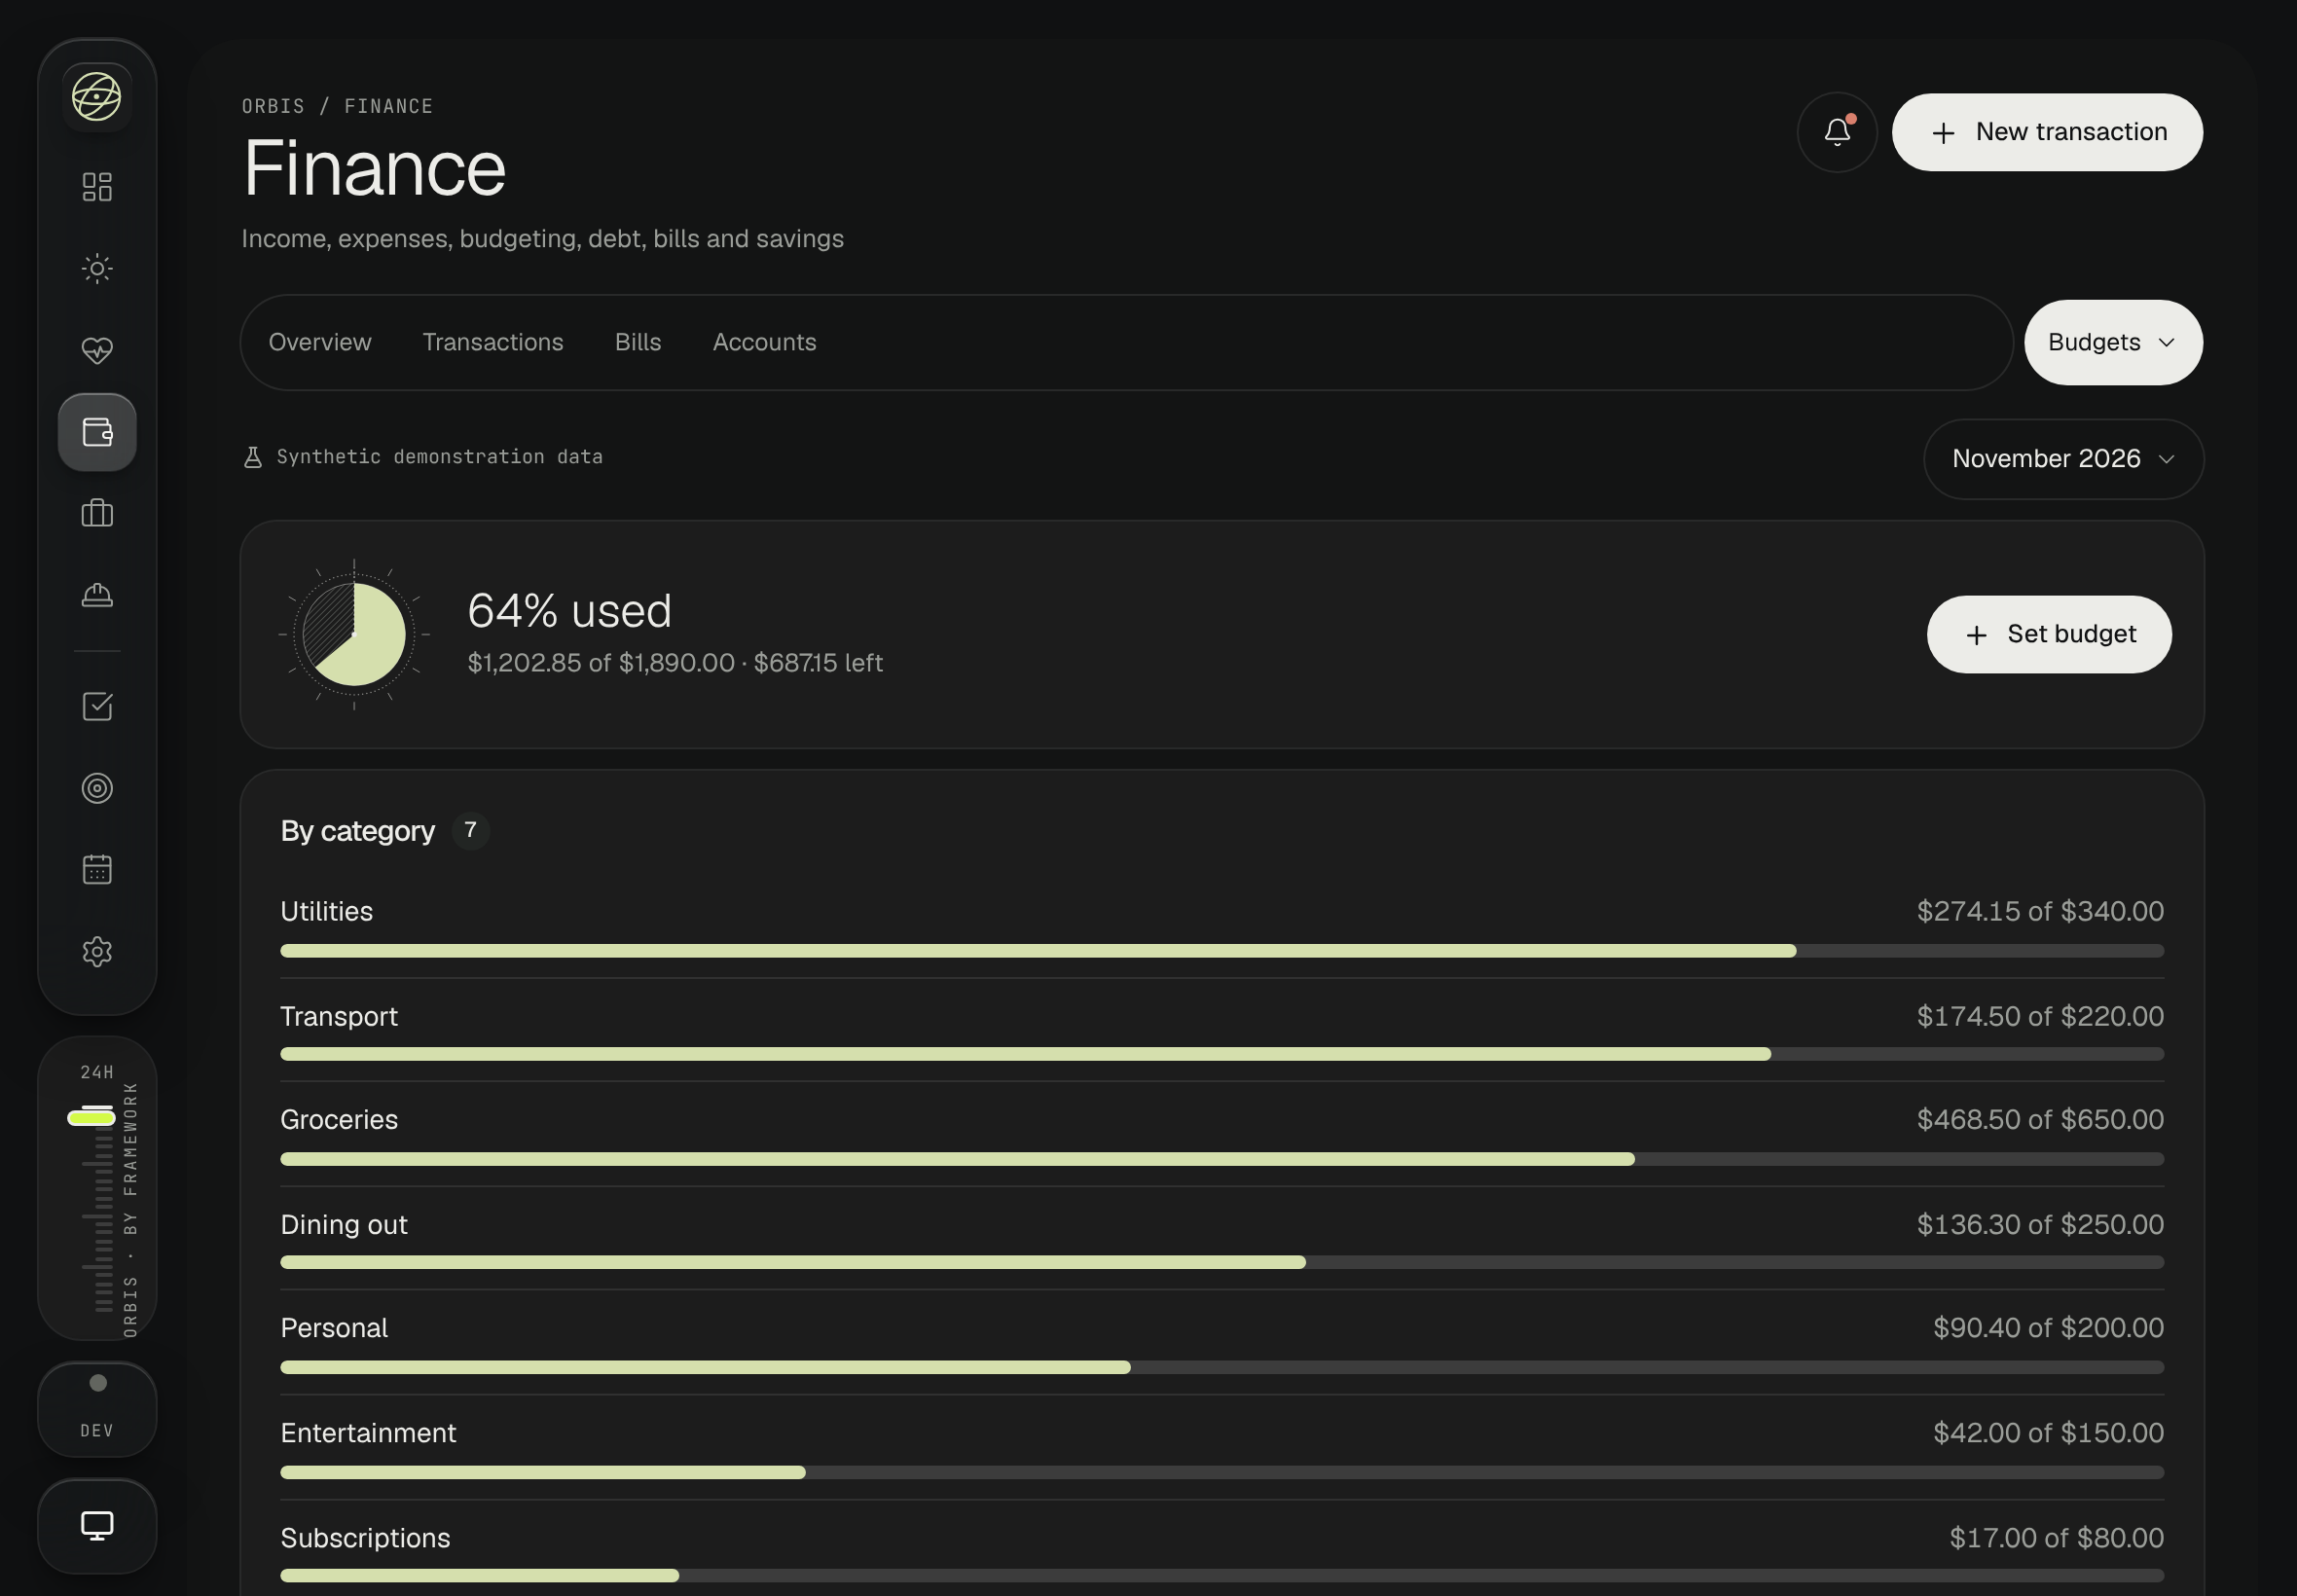 ORBIS / FINANCE
Finance
Income, expenses, budgeting, debt, bills and savings
New transaction
Overview
Transactions
Bills
Accounts
Budgets
Synthetic demonstration data
November 2026
64% used
$1,202.85 of $1,890.00 · $687.15 left
Set budget
By category 7
Utilities
$274.15 of $340.00
Transport
$174.50 of $220.00
Groceries
$468.50 of $650.00
Dining out
$136.30 of $250.00
Personal
$90.40 of $200.00
Entertainment
$42.00 of $150.00
Subscriptions
$17.00 of $80.00
24H
ORBIS · BY FRAMEWORK
DEV